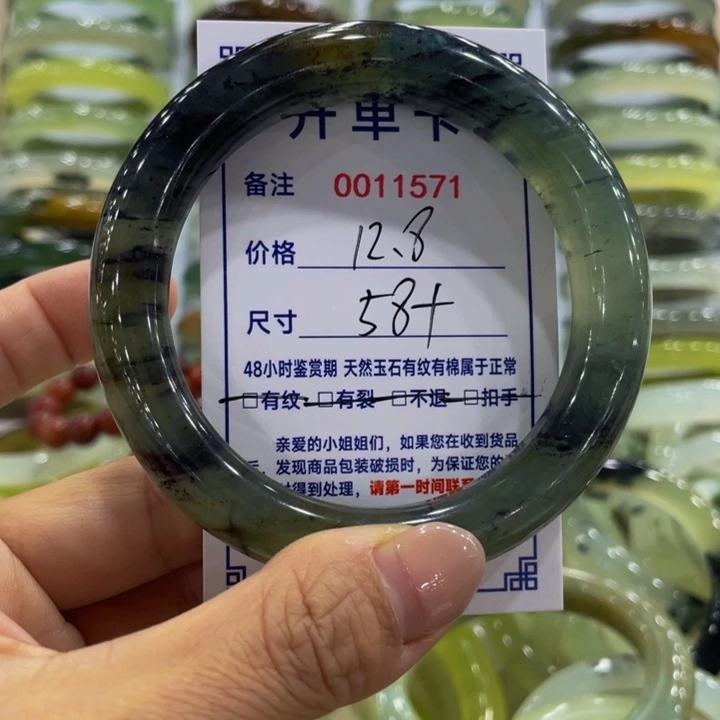 开单卡
备注 0011571
价格 12.8
尺寸 58+
48小时鉴赏期 天然玉石有纹有棉属于正常
□有纹 □有裂 □不退 □扣手
亲爱的小姐姐们，如果您在收到货品
后，发现商品包装破损时，为保证您的
得到处理，请第一时间联系